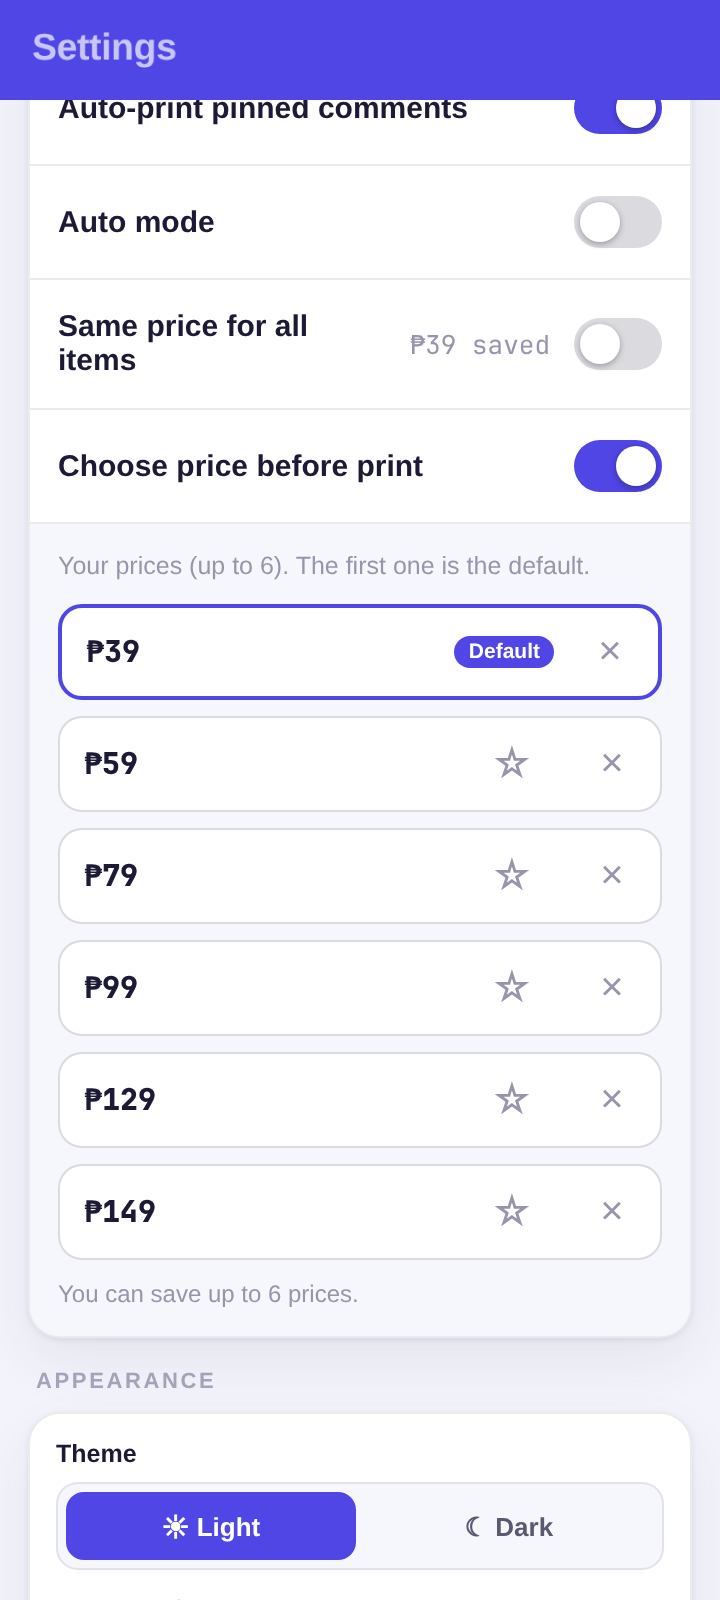 Settings
Auto-print pinned comments
Auto mode
Same price for all
items
₱39 saved
Choose price before print
Your prices (up to 6). The first one is the default.
₱39 Default ✕
₱59 ☆ ✕
₱79 ☆ ✕
₱99 ☆ ✕
₱129 ☆ ✕
₱149 ☆ ✕
You can save up to 6 prices.
APPEARANCE
Theme
☀ Light ☾ Dark